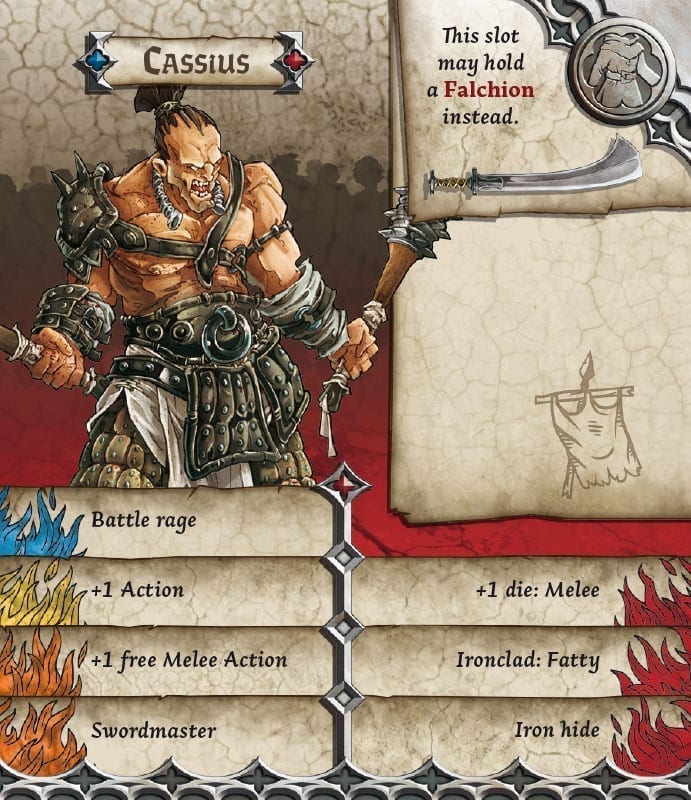 Cassius
This slot
may hold
a Falchion
instead.
Battle rage
+1 Action
+1 die: Melee
+1 free Melee Action
Ironclad: Fatty
Swordmaster
Iron hide